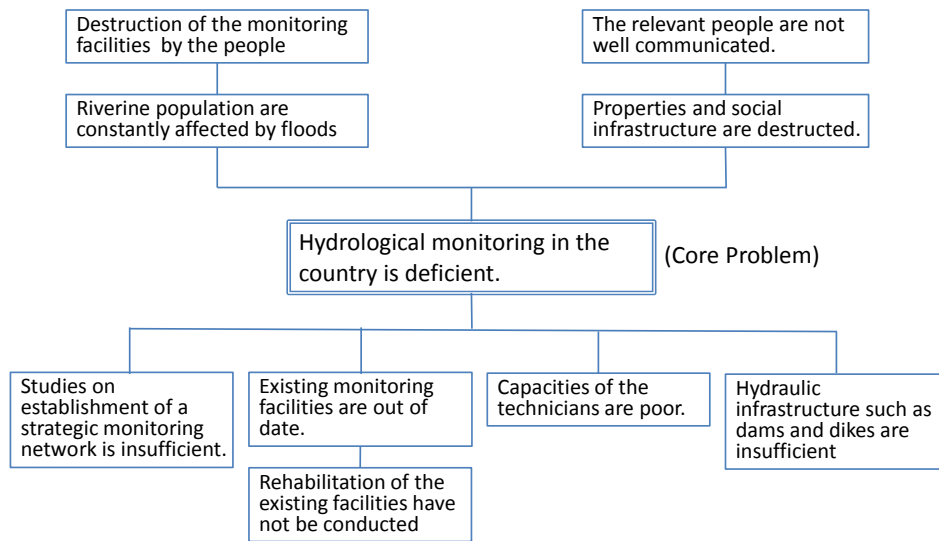 Destruction of the monitoring
facilities by the people
The relevant people are not
well communicated.
Riverine population are
constantly affected by floods
Properties and social
infrastructure are destructed.
Hydrological monitoring in the
country is deficient.
(Core Problem)
Studies on
establishment of a
strategic monitoring
network is insufficient.
Existing monitoring
facilities are out of
date.
Capacities of the
technicians are poor.
Hydraulic
infrastructure such as
dams and dikes are
insufficient
Rehabilitation of the
existing facilities have
not be conducted